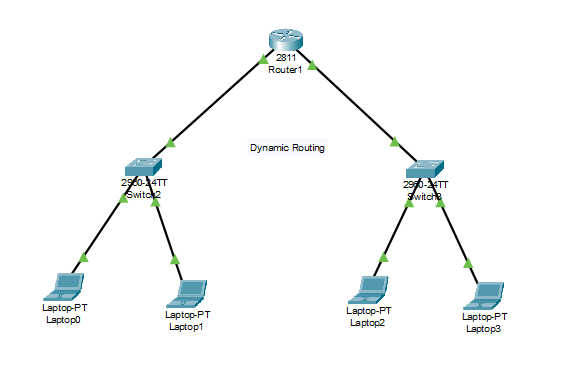 2811
Router1
Dynamic Routing
2960-24TT
Switch2
2960-24TT
Switch3
Laptop-PT
Laptop0
Laptop-PT
Laptop1
Laptop-PT
Laptop2
Laptop-PT
Laptop3